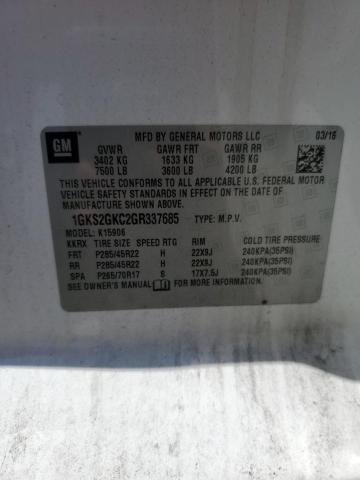 GM
MFD BY GENERAL MOTORS LLC 03/16
GVWR GAWR FRT GAWR RR
3402 KG 1633 KG 1905 KG
7500 LB 3600 LB 4200 LB
THIS VEHICLE CONFORMS TO ALL APPLICABLE U.S. FEDERAL MOTOR
VEHICLE SAFETY STANDARDS IN EFFECT ON THE DATE OF
MANUFACTURE SHOWN ABOVE.
1GKS2GKC2GR337685 TYPE: M.P.V.
MODEL: K15906
KKRX TIRE SIZE SPEED RTG RIM COLD TIRE PRESSURE
FRT P285/45R22 H 22X9J 240KPA(35PSI)
RR P285/45R22 H 22X9J 240KPA(35PSI)
SPA P265/70R17 17X7.5J 240KPA(35PSI)
SEE OWNER'S MANUAL FOR MORE INFORMATION.